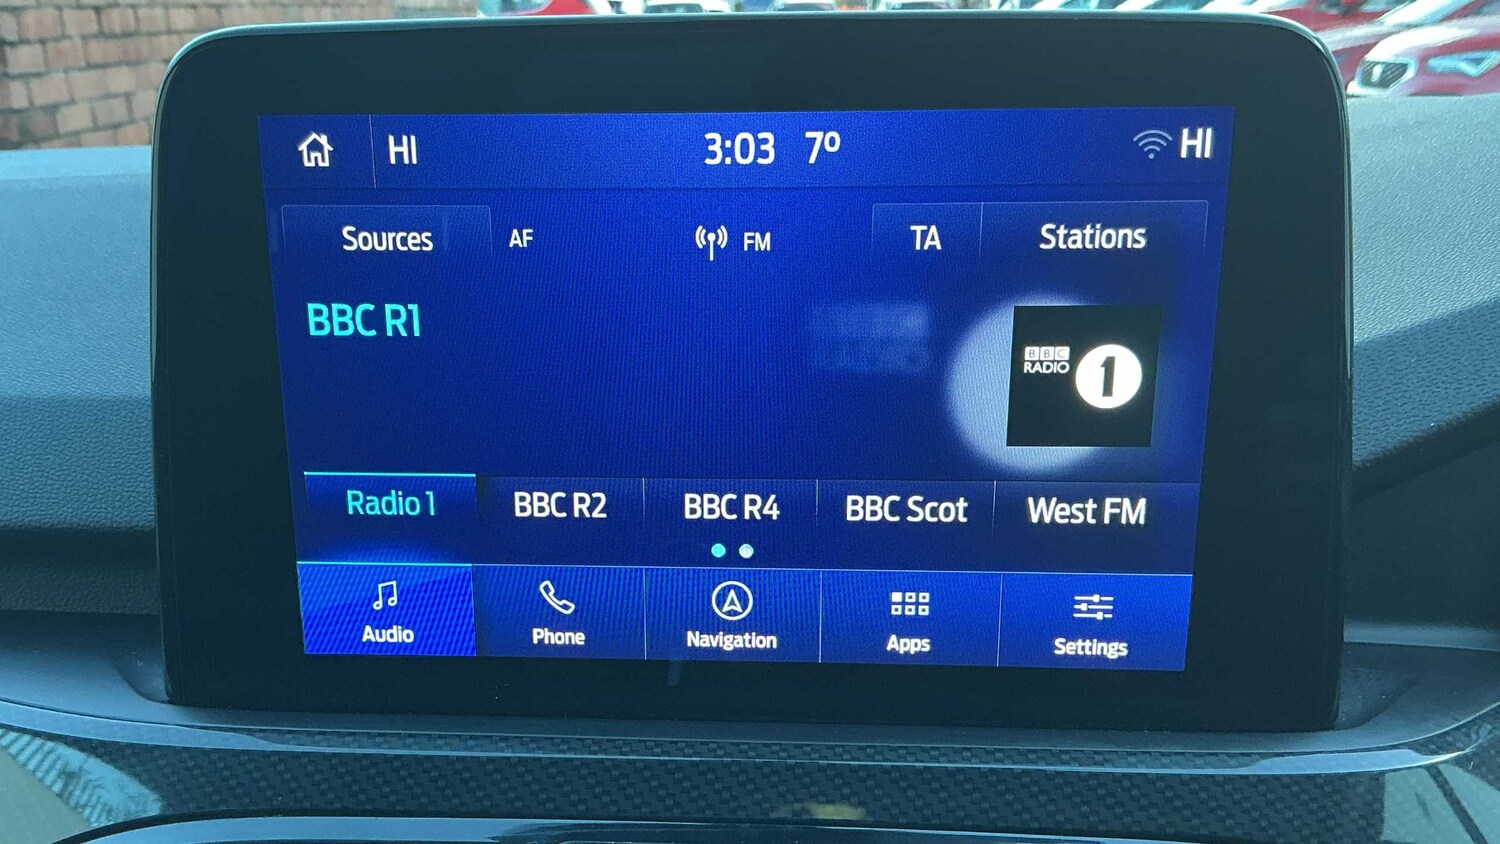 HI 3:03 7º HI
Sources AF FM TA Stations
BBC R1
BBC
RADIO 1
Radio 1 BBC R2 BBC R4 BBC Scot West FM
Audio Phone Navigation Apps Settings